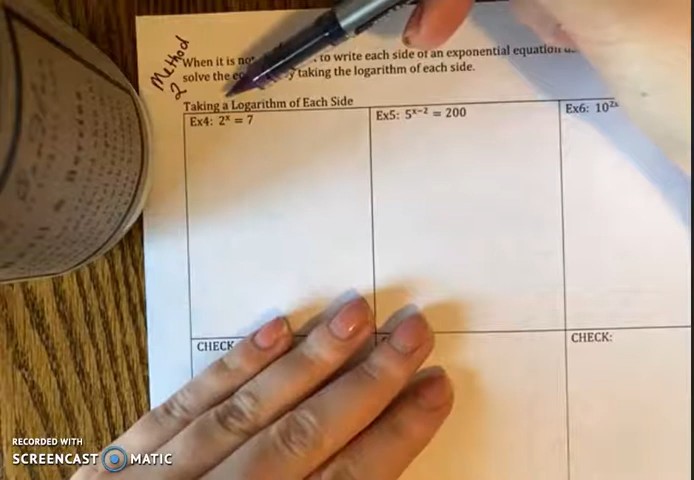 Method
2
When it is to write each side of an exponential equation
solve the taking the logarithm of each side.
Taking a Logarithm of Each Side
Ex4: 2ˣ = 7
Ex5: 5ˣ⁻² = 200
Ex6: 10²ˣ
CHECK
CHECK:
RECORDED WITH
SCREENCAST MATIC